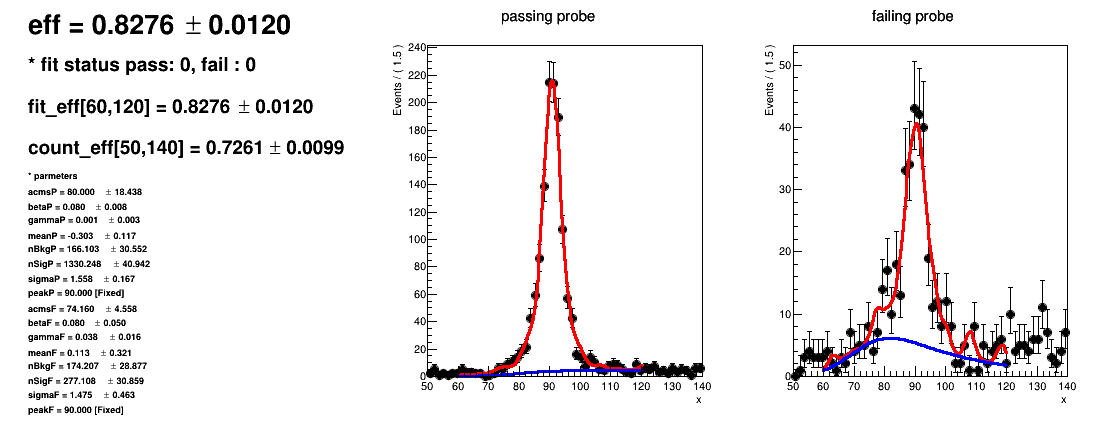 eff = 0.8276 ± 0.0120
* fit status pass: 0, fail : 0
fit_eff[60,120] = 0.8276 ± 0.0120
count_eff[50,140] = 0.7261 ± 0.0099
* parmeters
acmsP = 80.000 ± 18.438
betaP = 0.080 ± 0.008
gammaP = 0.001 ± 0.003
meanP = -0.303 ± 0.117
nBkgP = 166.103 ± 30.552
nSigP = 1330.248 ± 40.942
sigmaP = 1.558 ± 0.167
peakP = 90.000 [Fixed]
acmsF = 74.160 ± 4.558
betaF = 0.080 ± 0.050
gammaF = 0.038 ± 0.016
meanF = 0.113 ± 0.321
nBkgF = 174.207 ± 28.877
nSigF = 277.108 ± 30.859
sigmaF = 1.475 ± 0.463
peakF = 90.000 [Fixed]
passing probe
Events / ( 1.5 )
240
220
200
180
160
140
120
100
80
60
40
20
0
50 60 70 80 90 100 110 120 130 140
x
failing probe
Events / ( 1.5 )
50
40
30
20
10
0
50 60 70 80 90 100 110 120 130 140
x